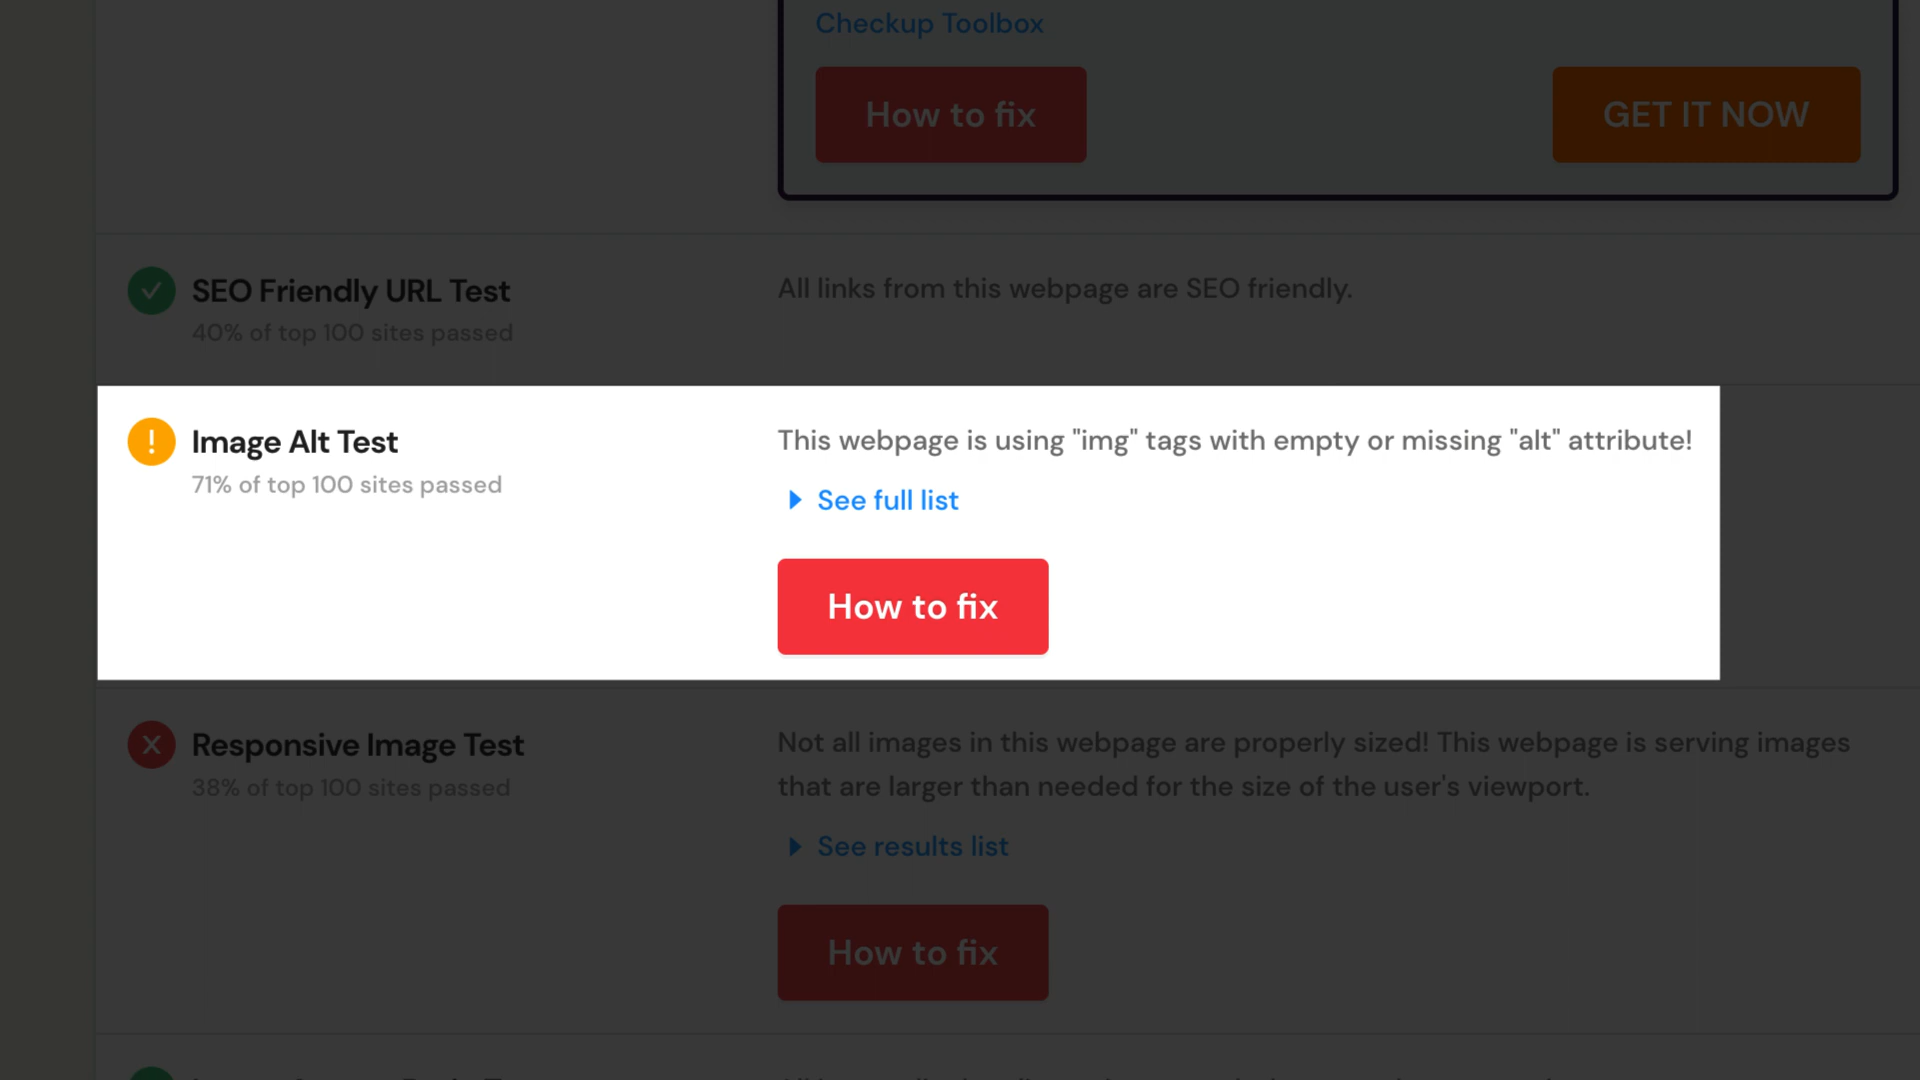 Checkup Toolbox
How to fix
GET IT NOW
SEO Friendly URL Test
All links from this webpage are SEO friendly.
40% of top 100 sites passed
Image Alt Test
This webpage is using "img" tags with empty or missing "alt" attribute!
71% of top 100 sites passed
See full list
How to fix
Responsive Image Test
Not all images in this webpage are properly sized! This webpage is serving images
that are larger than needed for the size of the user's viewport.
38% of top 100 sites passed
See results list
How to fix